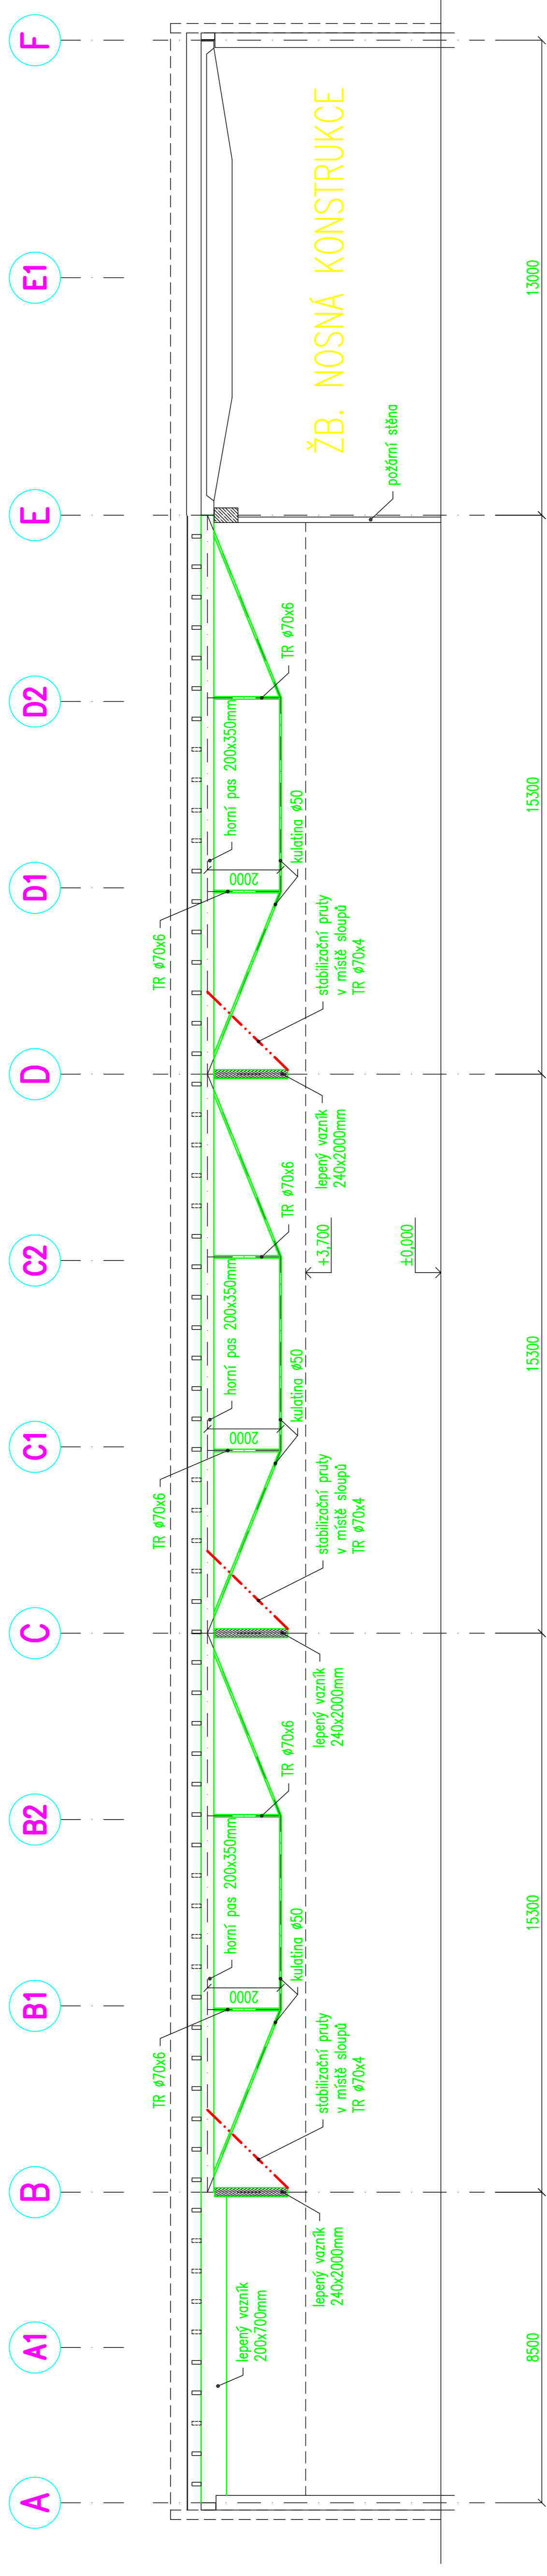 A
A1
B
B1
B2
C
C1
C2
D
D1
D2
E
E1
F
lepený vazník
200x700mm
lepený vazník
240x2000mm
stabilizační pruty
v místě sloupů
TR ø70x4
TR ø70x6
2000
horní pas 200x350mm
kulatina ø50
TR ø70x6
lepený vazník
240x2000mm
stabilizační pruty
v místě sloupů
TR ø70x4
TR ø70x6
2000
horní pas 200x350mm
kulatina ø50
TR ø70x6
+3,700
±0,000
lepený vazník
240x2000mm
stabilizační pruty
v místě sloupů
TR ø70x4
TR ø70x6
2000
horní pas 200x350mm
kulatina ø50
TR ø70x6
požární stěna
ŽB. NOSNÁ KONSTRUKCE
8500
15300
15300
15300
13000